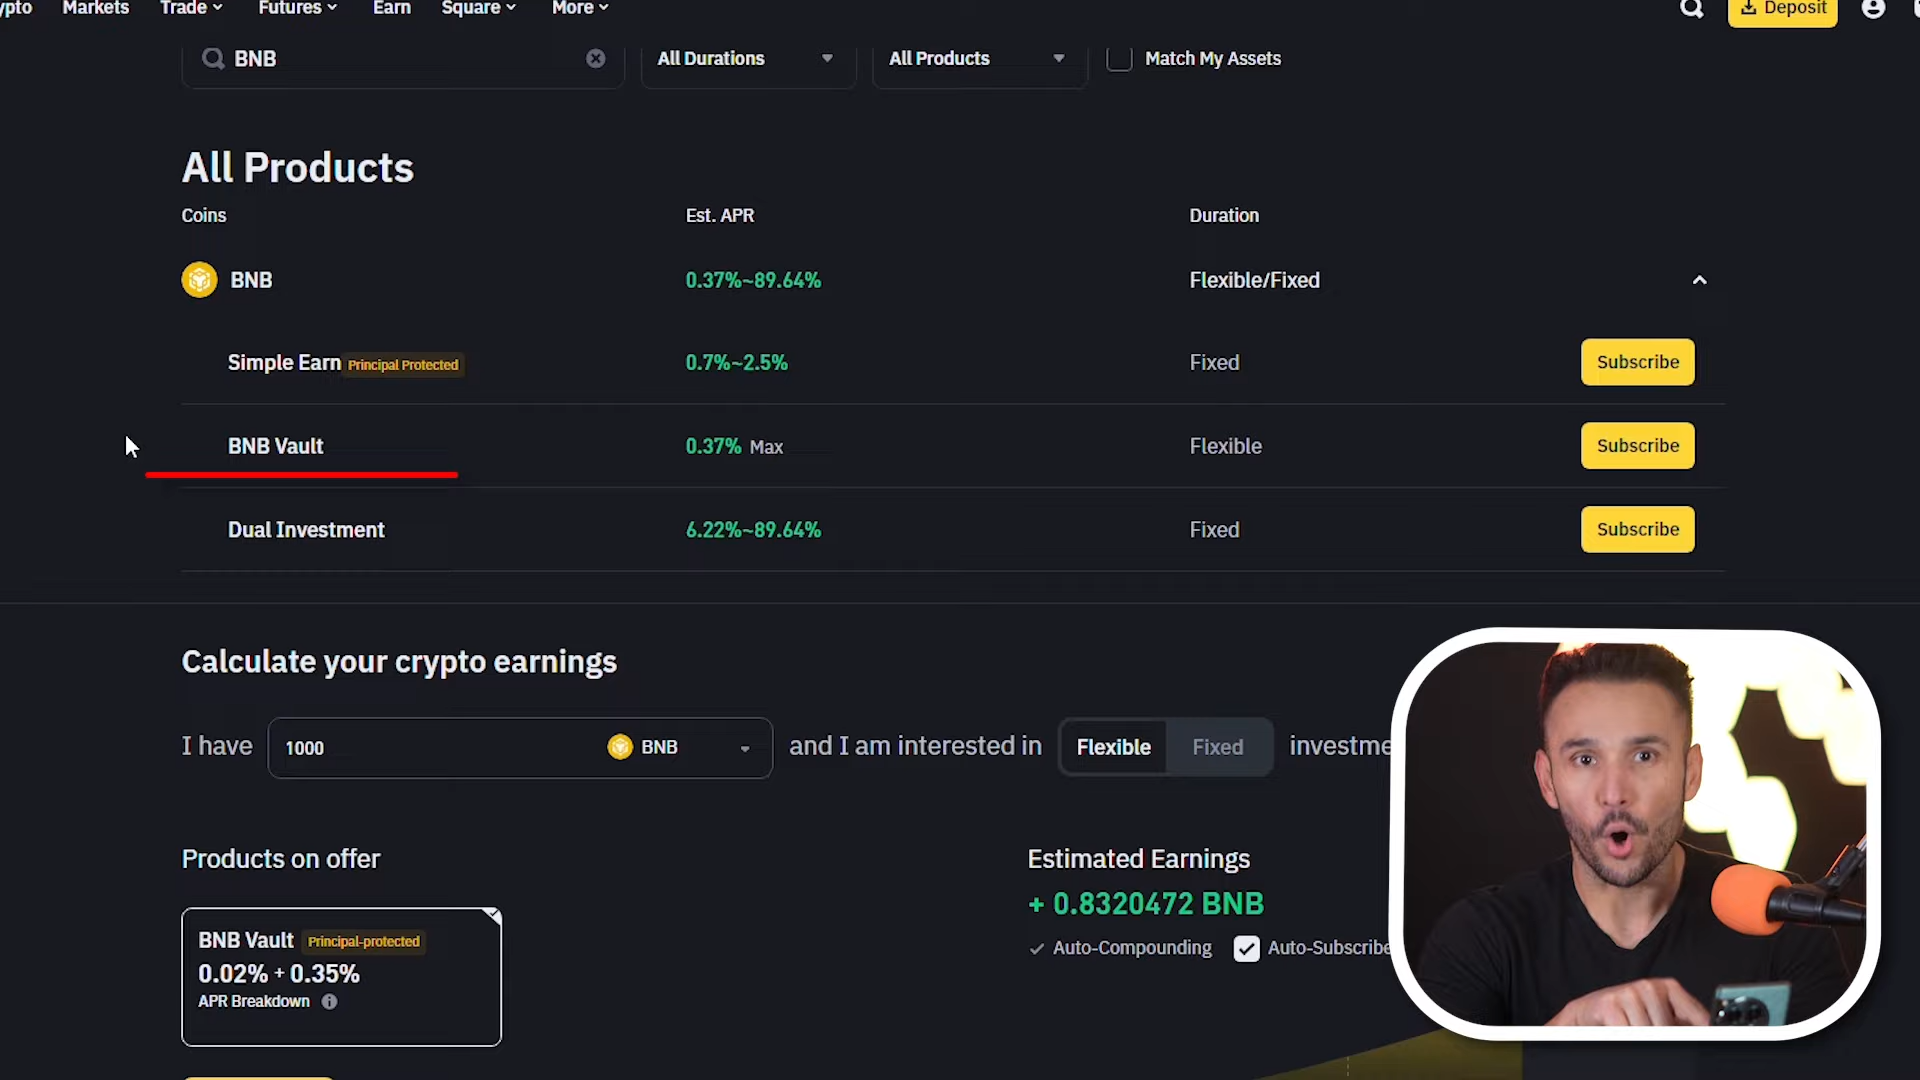 ypto Markets Trade Futures Earn Square More Deposit
BNB All Durations All Products Match My Assets
All Products
Coins Est. APR Duration
BNB 0.37%~89.64% Flexible/Fixed
Simple Earn Principal Protected 0.7%~2.5% Fixed Subscribe
BNB Vault 0.37% Max Flexible Subscribe
Dual Investment 6.22%~89.64% Fixed Subscribe
Calculate your crypto earnings
I have 1000 BNB and I am interested in Flexible Fixed investme
Products on offer Estimated Earnings
+ 0.8320472 BNB
BNB Vault Principal-protected
0.02% + 0.35%
APR Breakdown
Auto-Compounding Auto-Subscribe